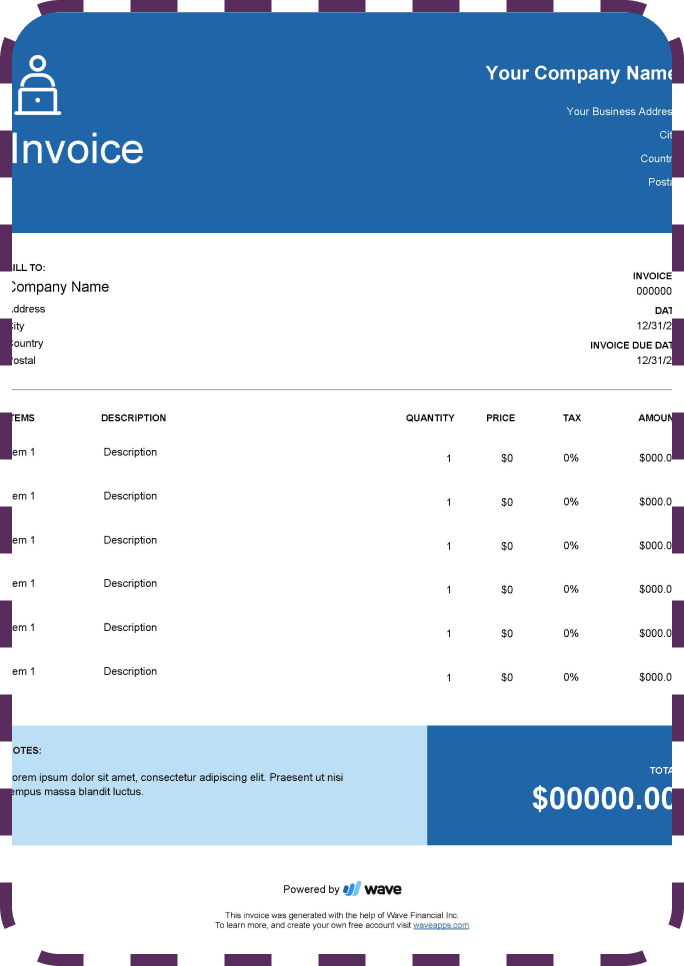 Your Company Name
Your Business Addres
Cit
Countr
Posta
Invoice
ILL TO:
Company Name
ddress
ity
ountry
ostal
INVOICE
000000
DAT
12/31/2
INVOICE DUE DAT
12/31/2
TEMS DESCRIPTION QUANTITY PRICE TAX AMOUN
em 1 Description 1 $0 0% $000.0
em 1 Description 1 $0 0% $000.0
em 1 Description 1 $0 0% $000.0
em 1 Description 1 $0 0% $000.0
em 1 Description 1 $0 0% $000.0
em 1 Description 1 $0 0% $000.0
OTES:
orem ipsum dolor sit amet, consectetur adipiscing elit. Praesent ut nisi
empus massa blandit luctus.
TOTA
$00000.00
Powered by wave
This invoice was generated with the help of Wave Financial Inc.
To learn more, and create your own free account visit waveapps.com